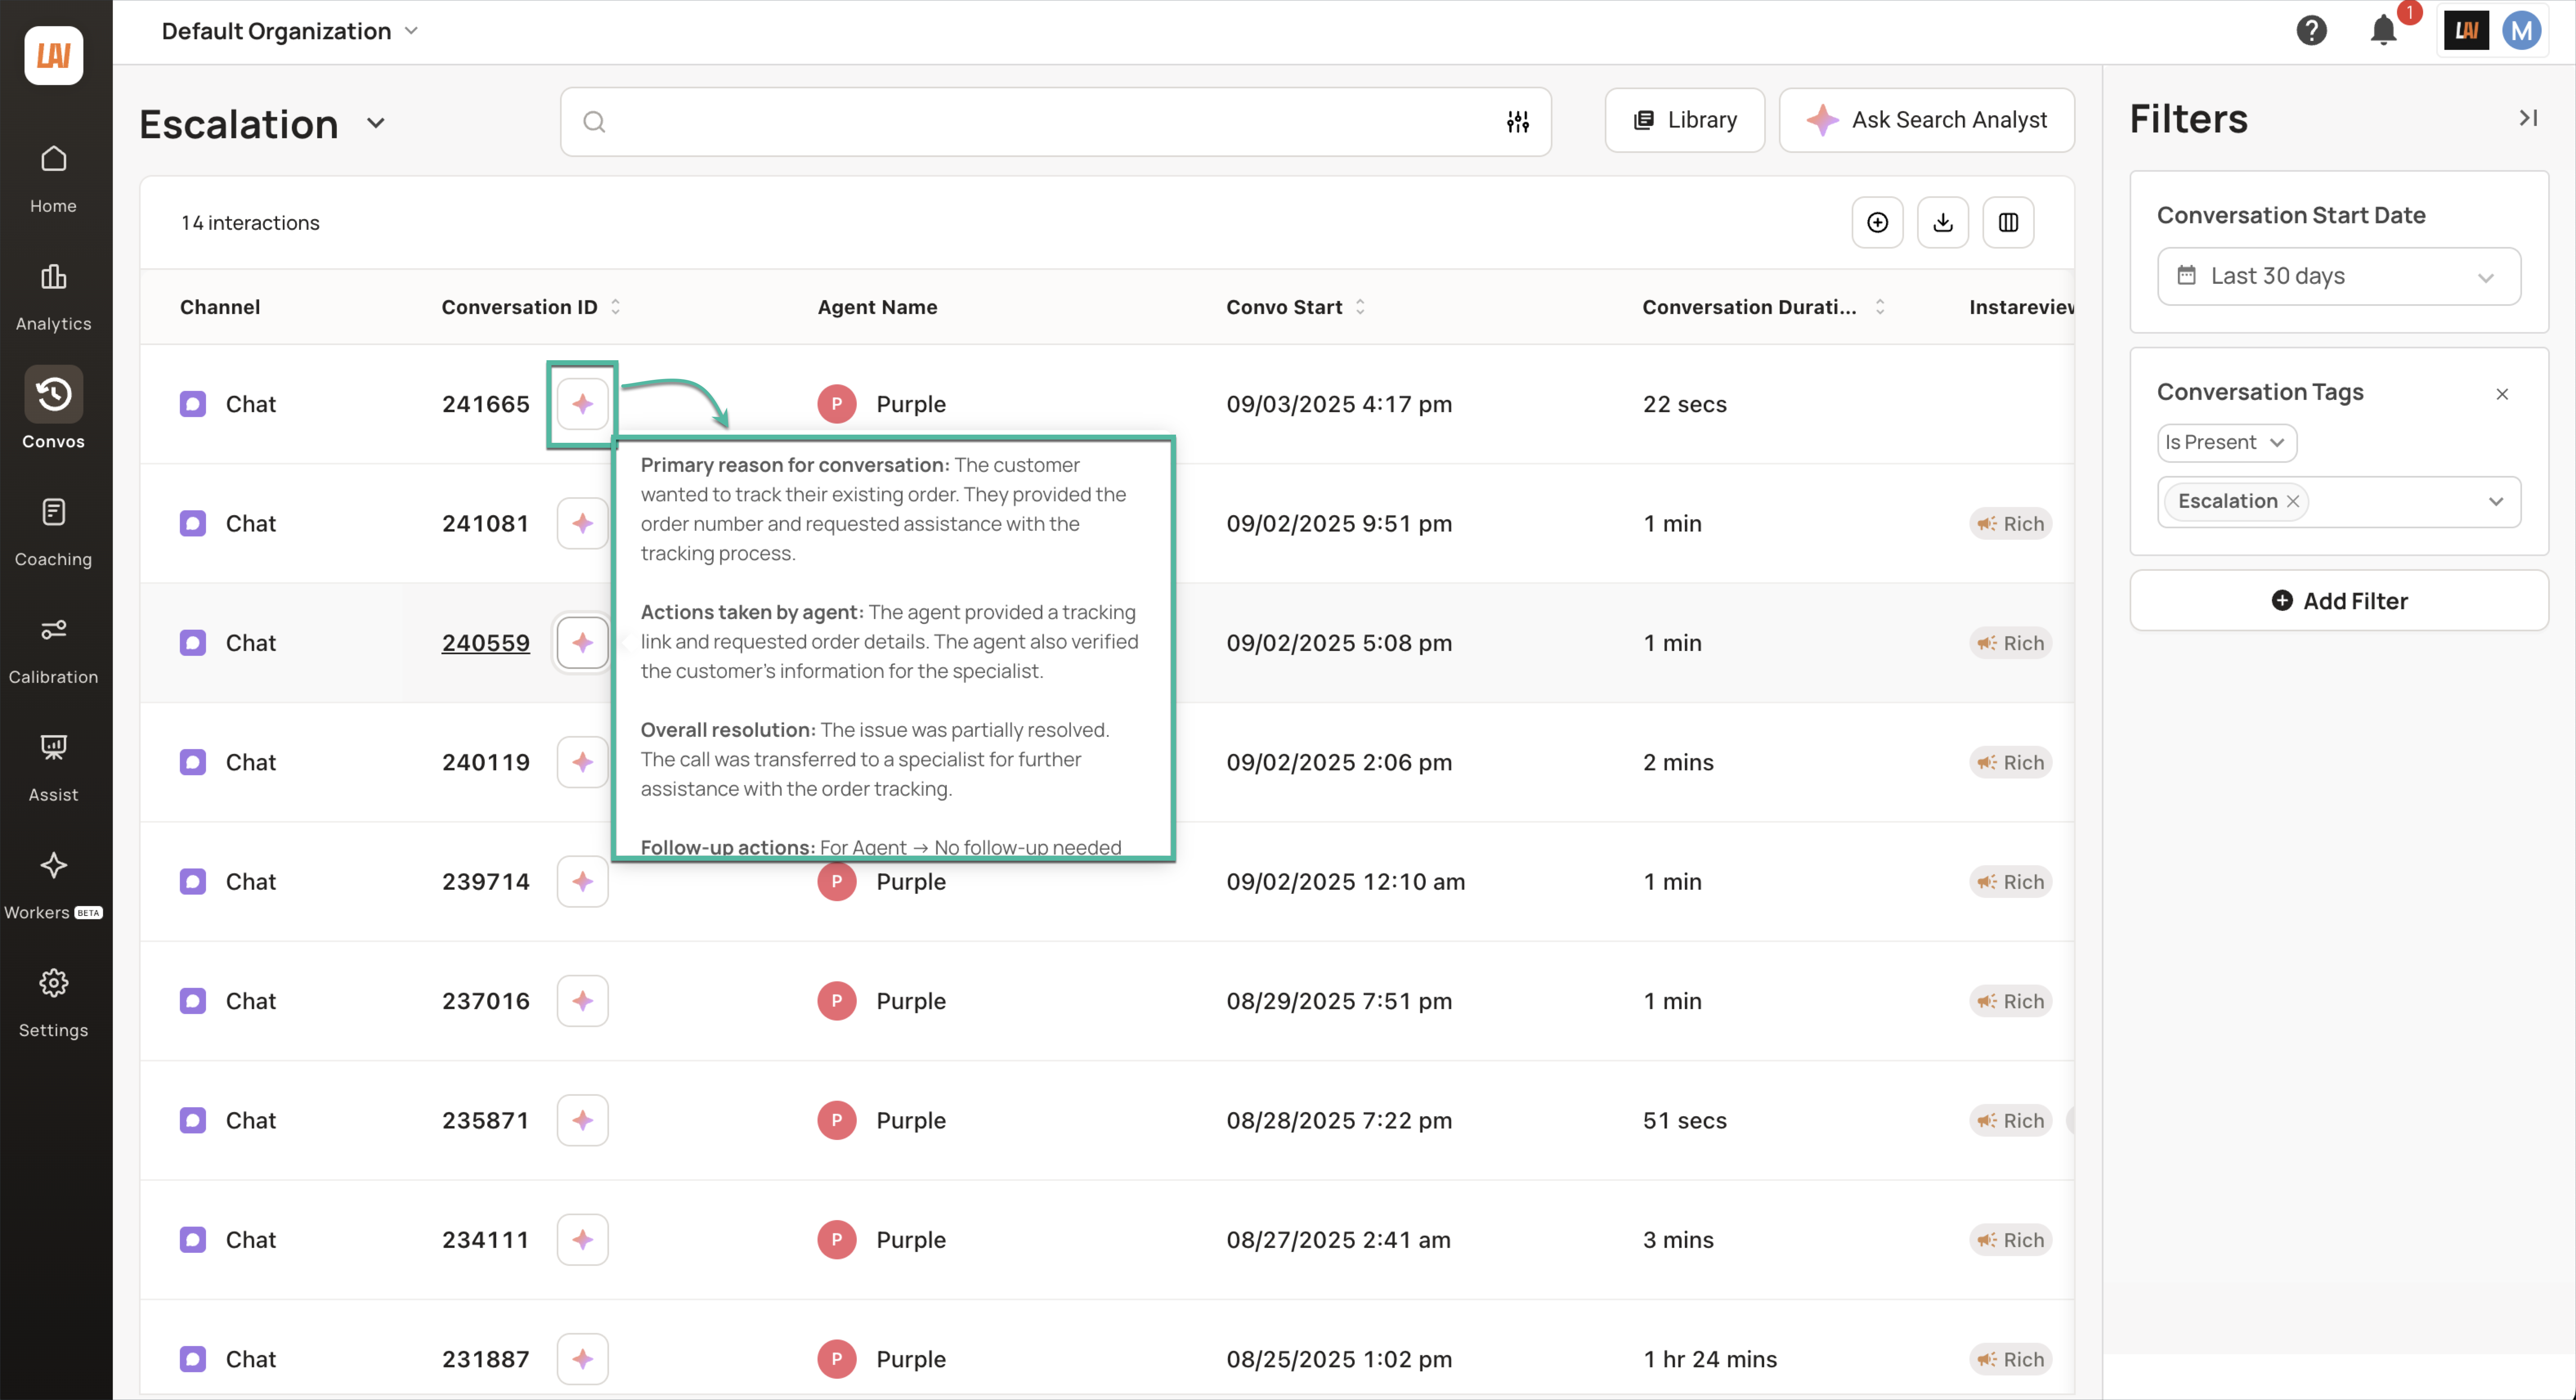 LAI
Default Organization
1
LAI
M
Home
Analytics
Convos
Coaching
Calibration
Assist
Workers BETA
Settings
Escalation
Library
Ask Search Analyst
14 interactions
Channel Conversation ID Agent Name Convo Start Conversation Durati... Instareview
Chat 241665 P Purple 09/03/2025 4:17 pm 22 secs
Chat 241081 09/02/2025 9:51 pm 1 min Rich
Chat 240559 09/02/2025 5:08 pm 1 min Rich
Chat 240119 09/02/2025 2:06 pm 2 mins Rich
Chat 239714 P Purple 09/02/2025 12:10 am 1 min Rich
Chat 237016 P Purple 08/29/2025 7:51 pm 1 min Rich
Chat 235871 P Purple 08/28/2025 7:22 pm 51 secs Rich
Chat 234111 P Purple 08/27/2025 2:41 am 3 mins Rich
Chat 231887 P Purple 08/25/2025 1:02 pm 1 hr 24 mins Rich
Primary reason for conversation: The customer
wanted to track their existing order. They provided the
order number and requested assistance with the
tracking process.
Actions taken by agent: The agent provided a tracking
link and requested order details. The agent also verified
the customer's information for the specialist.
Overall resolution: The issue was partially resolved.
The call was transferred to a specialist for further
assistance with the order tracking.
Follow-up actions: For Agent → No follow-up needed
Filters
Conversation Start Date
Last 30 days
Conversation Tags
Is Present
Escalation
Add Filter